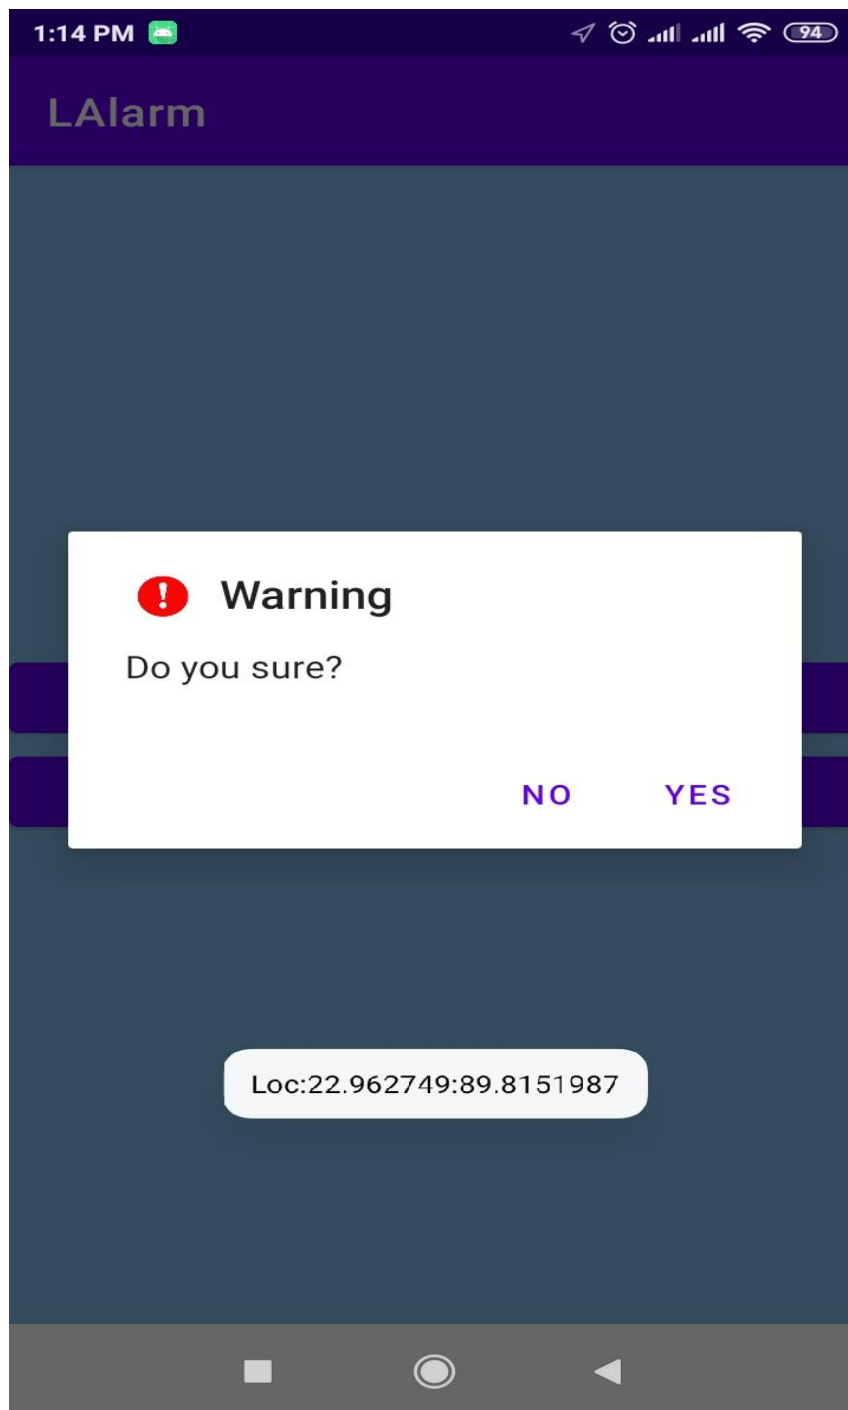 1:14 PM 94
LAlarm
! Warning
Do you sure?
NO YES
Loc:22.962749:89.8151987